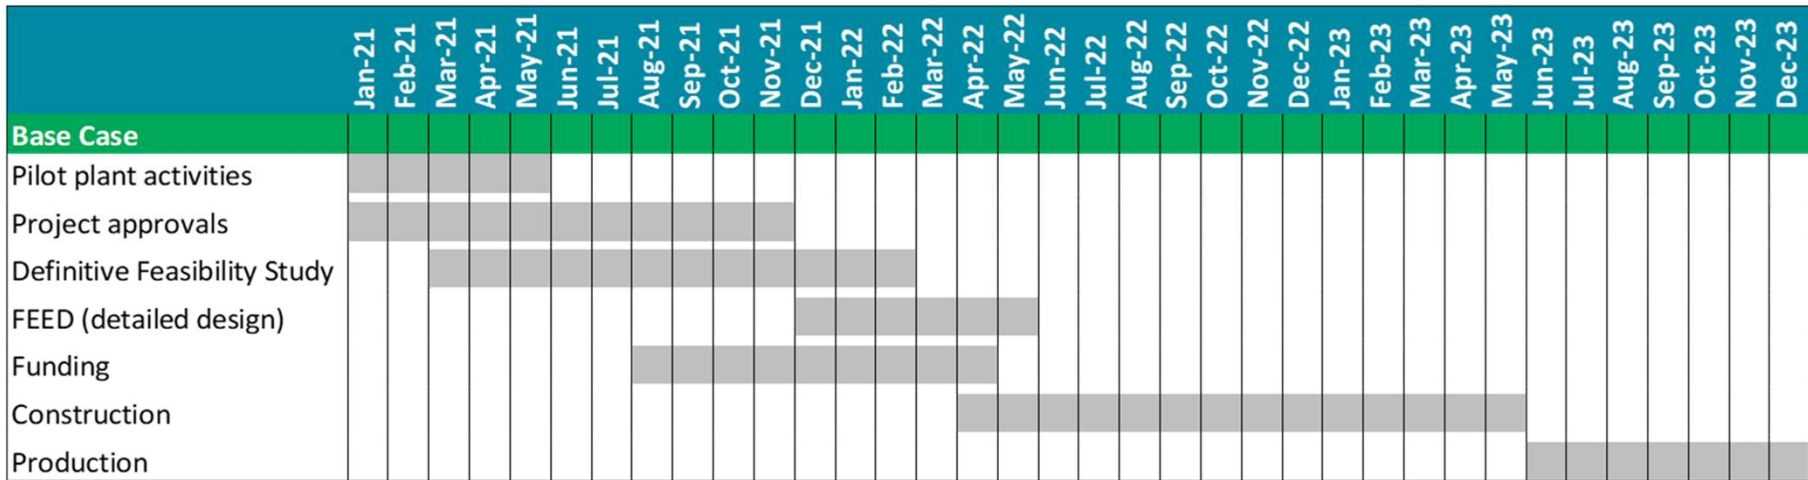 Jan-21 Feb-21 Mar-21 Apr-21 May-21 Jun-21 Jul-21 Aug-21 Sep-21 Oct-21 Nov-21 Dec-21 Jan-22 Feb-22 Mar-22 Apr-22 May-22 Jun-22 Jul-22 Aug-22 Sep-22 Oct-22 Nov-22 Dec-22 Jan-23 Feb-23 Mar-23 Apr-23 May-23 Jun-23 Jul-23 Aug-23 Sep-23 Oct-23 Nov-23 Dec-23
Base Case
Pilot plant activities
Project approvals
Definitive Feasibility Study
FEED (detailed design)
Funding
Construction
Production